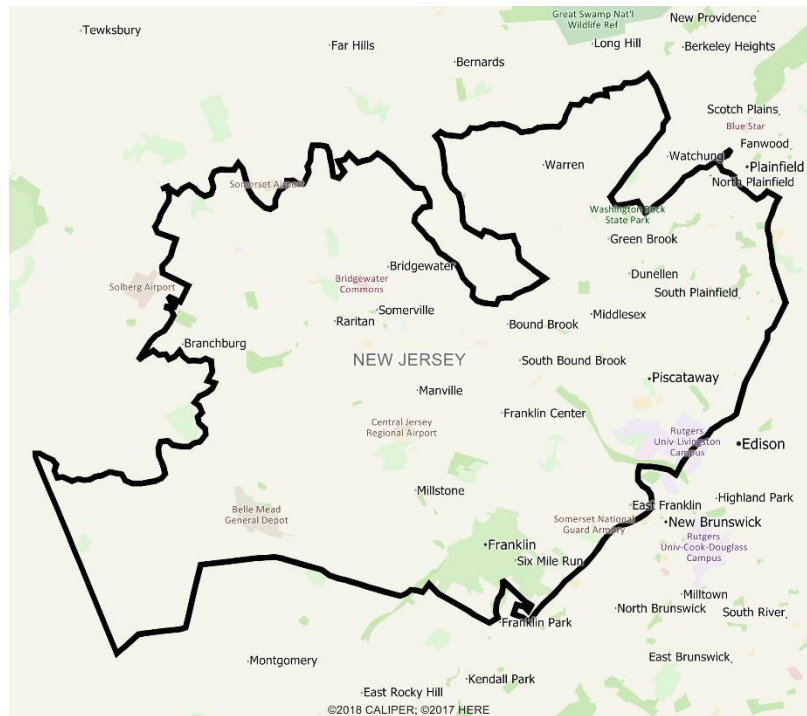 Great Swamp Nat'l
Wildlife Ref
New Providence
Tewksbury
Far Hills
Long Hill
Berkeley Heights
Bernards
Scotch Plains
Blue Star
Fanwood
Warren
Watchung
Plainfield
North Plainfield
Somerset Airport
Washington Rock
State Park
Green Brook
Bridgewater
Dunellen
Solberg Airport
Bridgewater
Commons
South Plainfield
Somerville
Raritan
Bound Brook
Middlesex
Branchburg
NEW JERSEY
South Bound Brook
Manville
Piscataway
Franklin Center
Central Jersey
Regional Airport
Rutgers
Univ-Livingston
Campus
Edison
Millstone
Highland Park
East Franklin
Belle Mead
General Depot
Somerset National
Guard Armory
New Brunswick
Rutgers
Univ-Cook-Douglass
Campus
Franklin
Six Mile Run
Milltown
North Brunswick
South River
Franklin Park
Montgomery
East Brunswick
Kendall Park
East Rocky Hill
©2018 CALIPER; ©2017 HERE